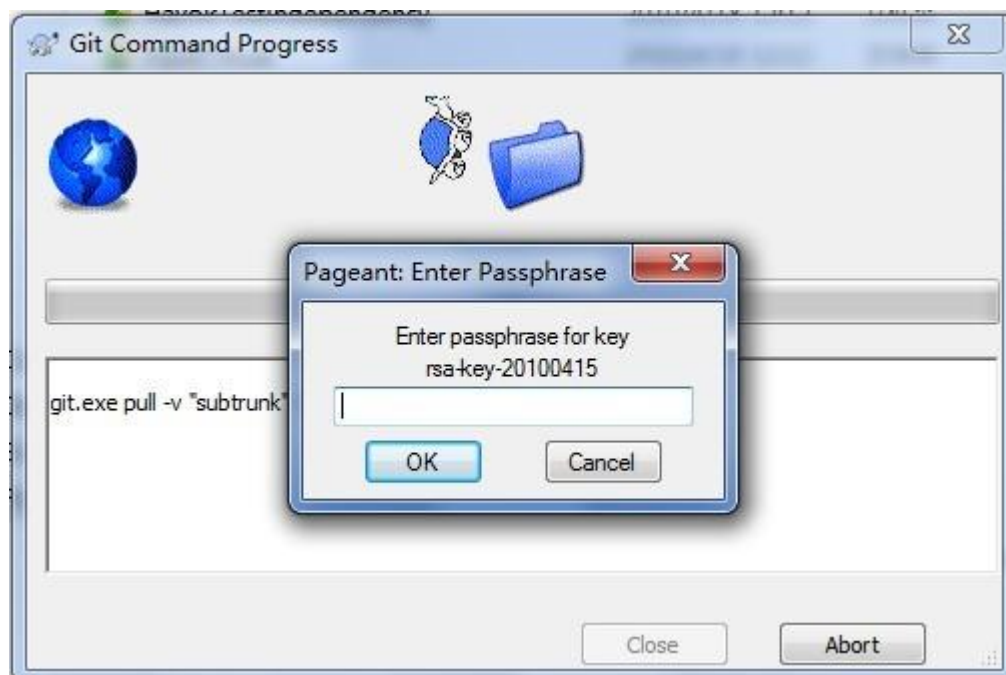 Git Command Progress
Pageant: Enter Passphrase
Enter passphrase for key
rsa-key-20100415
git.exe pull -v "subtrunk"
OK
Cancel
Close
Abort